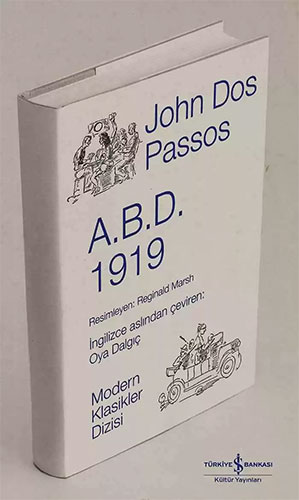 John Dos
Passos
A.B.D.
1919
Resimleyen: Reginald Marsh
İngilizce aslından çeviren:
Oya Dalgıç
Modern
Klasikler
Dizisi
TÜRKİYE İŞ BANKASI
Kültür Yayınları